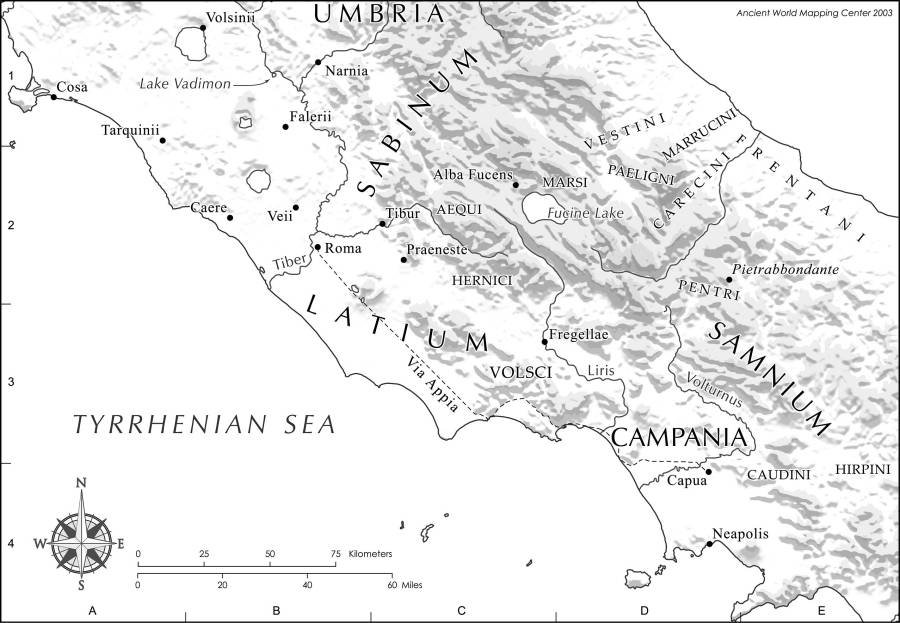 Ancient World Mapping Center 2003
UMBRIA
Volsinii
Narnia
Lake Vadimon
1
Cosa
SABINUM
Falerii
Tarquinii
VESTINI
MARRUCINI
FRENTANI
Alba Fucens
MARSI
PAELIGNI
CARECINI
Caere
Veii
Tibur
AEQUI
Fucine Lake
2
Tiber
Roma
Praeneste
HERNICI
Pietrabbondante
PENTRI
LATIUM
Fregellae
SAMNIUM
VOLSCI
Liris
Via Appia
Volturnus
3
TYRRHENIAN SEA
CAMPANIA
Capua
CAUDINI
HIRPINI
N
W
E
S
4
Neapolis
0 25 50 75 Kilometers
0 20 40 60 Miles
A B C D E